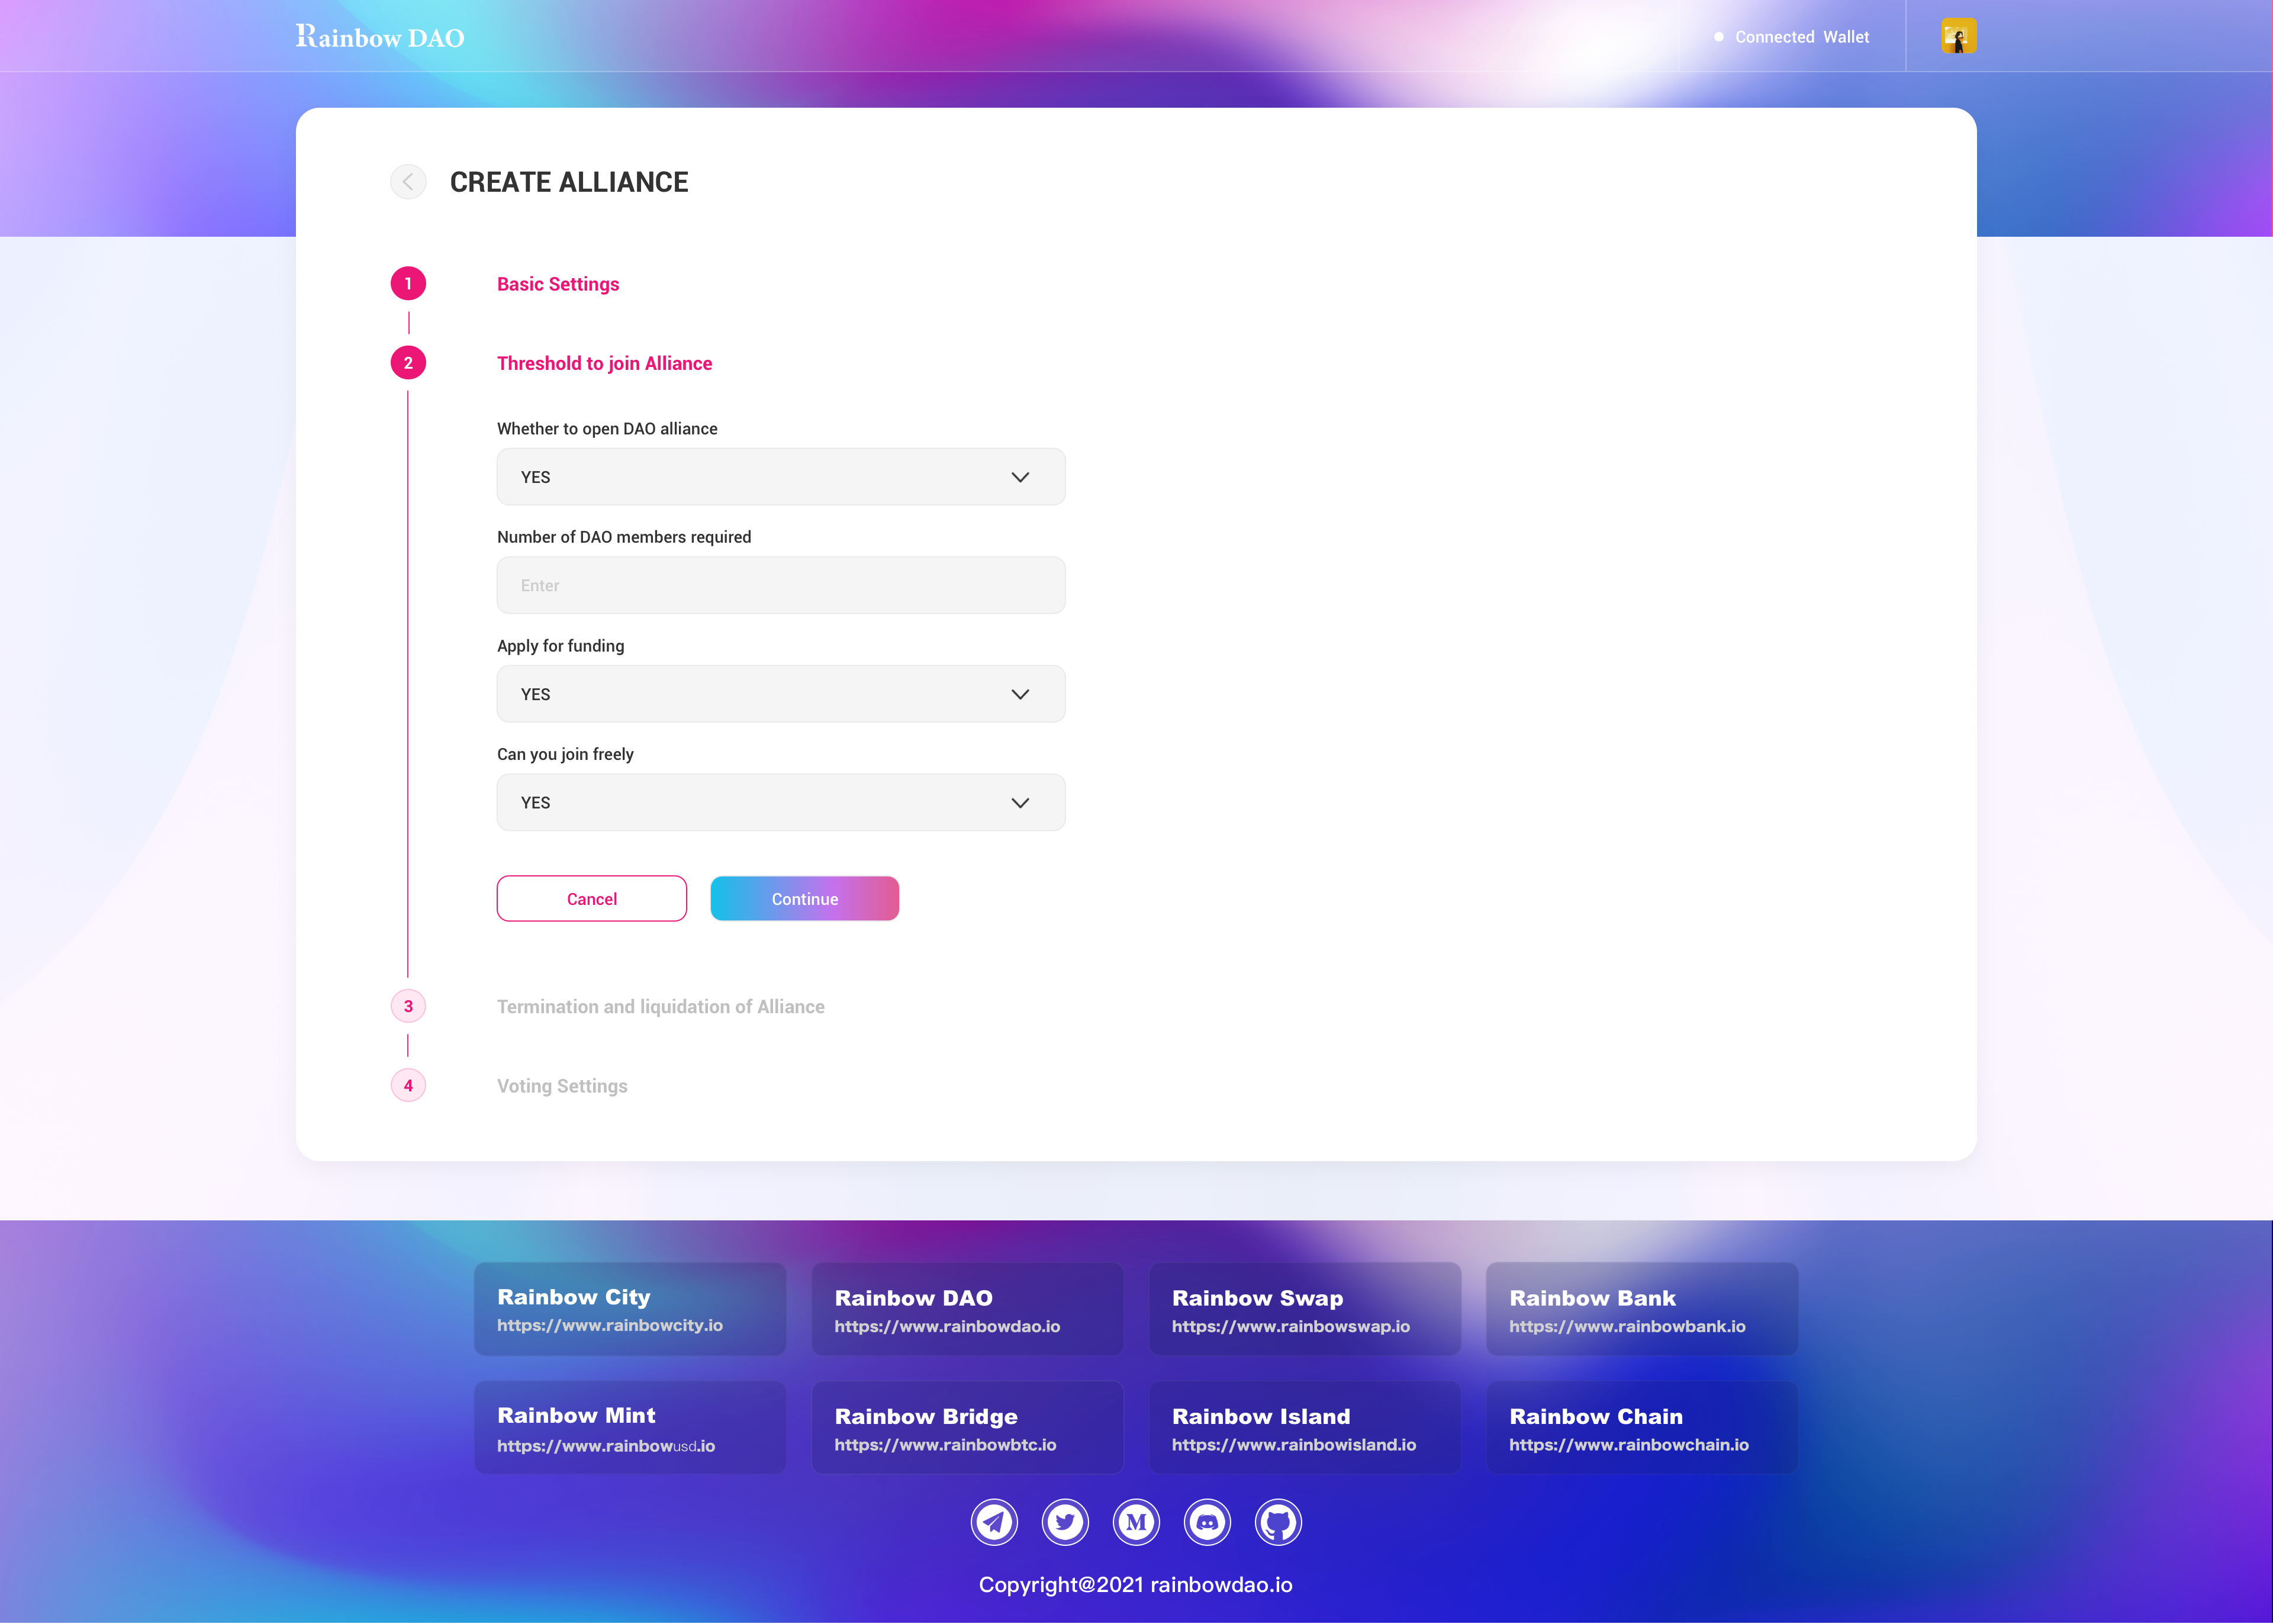 Rainbow DAO
Connected Wallet
CREATE ALLIANCE
1
Basic Settings
2
Threshold to join Alliance
Whether to open DAO alliance
YES
Number of DAO members required
Enter
Apply for funding
YES
Can you join freely
YES
Cancel
Continue
3
Termination and liquidation of Alliance
4
Voting Settings
Rainbow City
https://www.rainbowcity.io
Rainbow DAO
https://www.rainbowdao.io
Rainbow Swap
https://www.rainbowswap.io
Rainbow Bank
https://www.rainbowbank.io
Rainbow Mint
https://www.rainbowusd.io
Rainbow Bridge
https://www.rainbowbtc.io
Rainbow Island
https://www.rainbowisland.io
Rainbow Chain
https://www.rainbowchain.io
M
Copyright@2021 rainbowdao.io